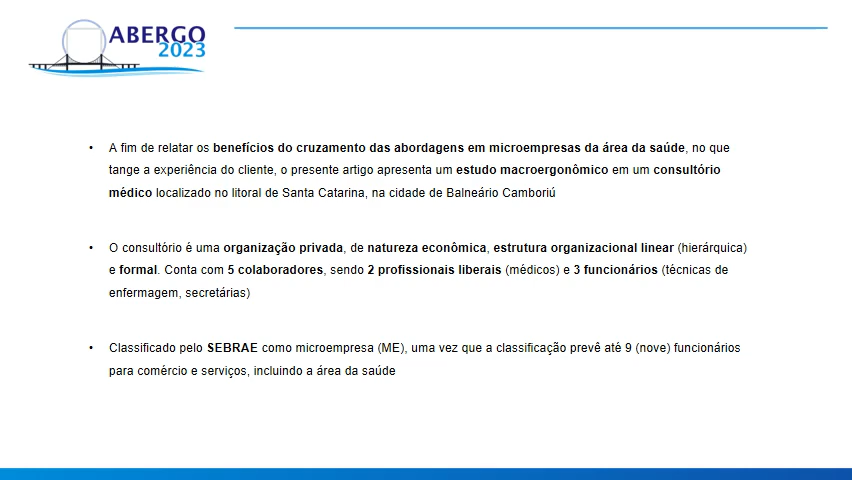 ABERGO
2023
• A fim de relatar os benefícios do cruzamento das abordagens em microempresas da área da saúde, no que
tange a experiência do cliente, o presente artigo apresenta um estudo macroergonômico em um consultório
médico localizado no litoral de Santa Catarina, na cidade de Balneário Camboriú
• O consultório é uma organização privada, de natureza econômica, estrutura organizacional linear (hierárquica)
e formal. Conta com 5 colaboradores, sendo 2 profissionais liberais (médicos) e 3 funcionários (técnicas de
enfermagem, secretárias)
• Classificado pelo SEBRAE como microempresa (ME), uma vez que a classificação prevê até 9 (nove) funcionários
para comércio e serviços, incluindo a área da saúde